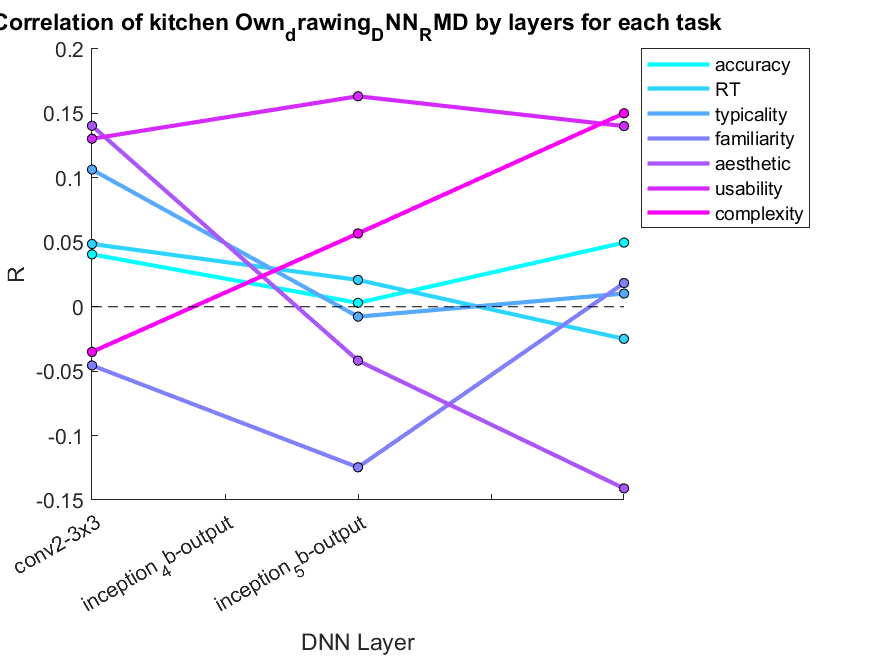 Correlation of kitchen Own_drawing_DNN_RMD by layers for each task
0.2
0.15
0.1
0.05
0
-0.05
-0.1
-0.15
R
conv2-3x3
inception_4b-output
inception_5b-output
DNN Layer
accuracy
RT
typicality
familiarity
aesthetic
usability
complexity